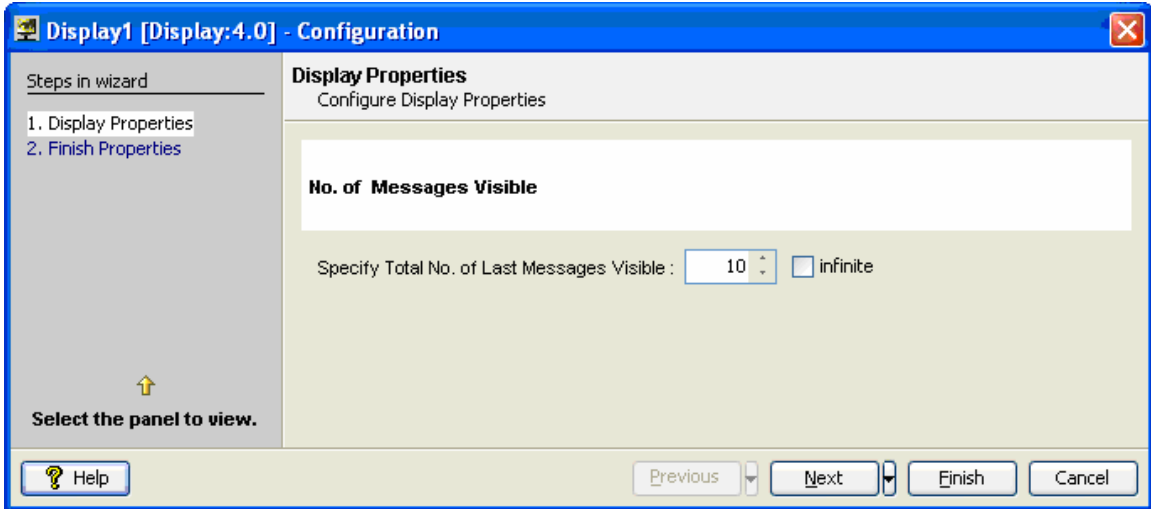 Display1 [Display:4.0] - Configuration
Steps in wizard
1. Display Properties
2. Finish Properties
Select the panel to view.
Display Properties
Configure Display Properties
No. of Messages Visible
Specify Total No. of Last Messages Visible : 10 infinite
Help
Previous Next Finish Cancel